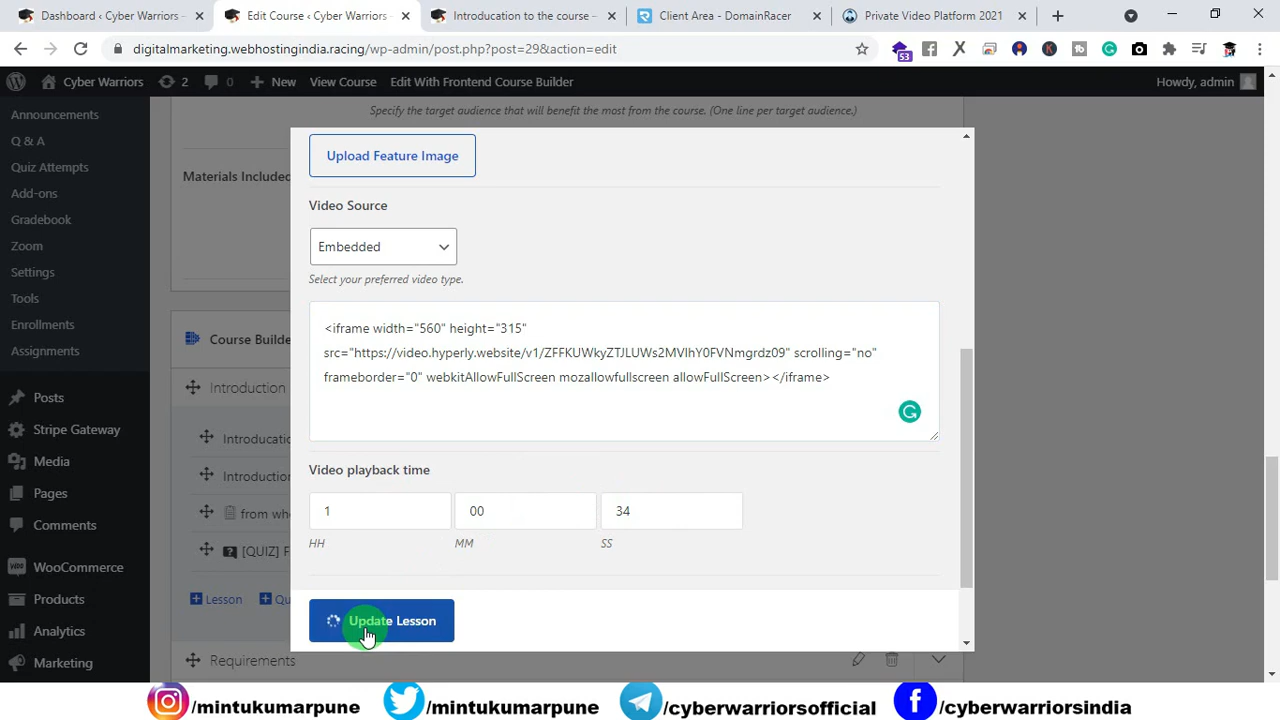 Dashboard ‹ Cyber Warriors –
Edit Course ‹ Cyber Warriors –
Introducation to the course –
Client Area - DomainRacer
Private Video Platform 2021
digitalmarketing.webhostingindia.racing/wp-admin/post.php?post=29&action=edit
53
Cyber Warriors
2
0
New
View Course
Edit With Frontend Course Builder
Howdy, admin
Announcements
Q & A
Quiz Attempts
Add-ons
Gradebook
Zoom
Settings
Tools
Enrollments
Assignments
Posts
Stripe Gateway
Media
Pages
Comments
WooCommerce
Products
Analytics
Marketing
Specify the target audience that will benefit the most from the course. (One line per target audience.)
Materials Included
Course Builde
Introduction
Introducati
Introduction
from wh
[QUIZ] F
Lesson
Qu
Requirements
Upload Feature Image
Video Source
Embedded
Select your preferred video type.
<iframe width="560" height="315"
src="https://video.hyperly.website/v1/ZFFKUWkyZTJLUWs2MVlhY0FVNmgrdz09" scrolling="no"
frameborder="0" webkitAllowFullScreen mozallowfullscreen allowFullScreen></iframe>
Video playback time
1
00
34
HH
MM
SS
Update Lesson
/mintukumarpune
/mintukumarpune
/cyberwarriorsofficial
/cyberwarriorsindia